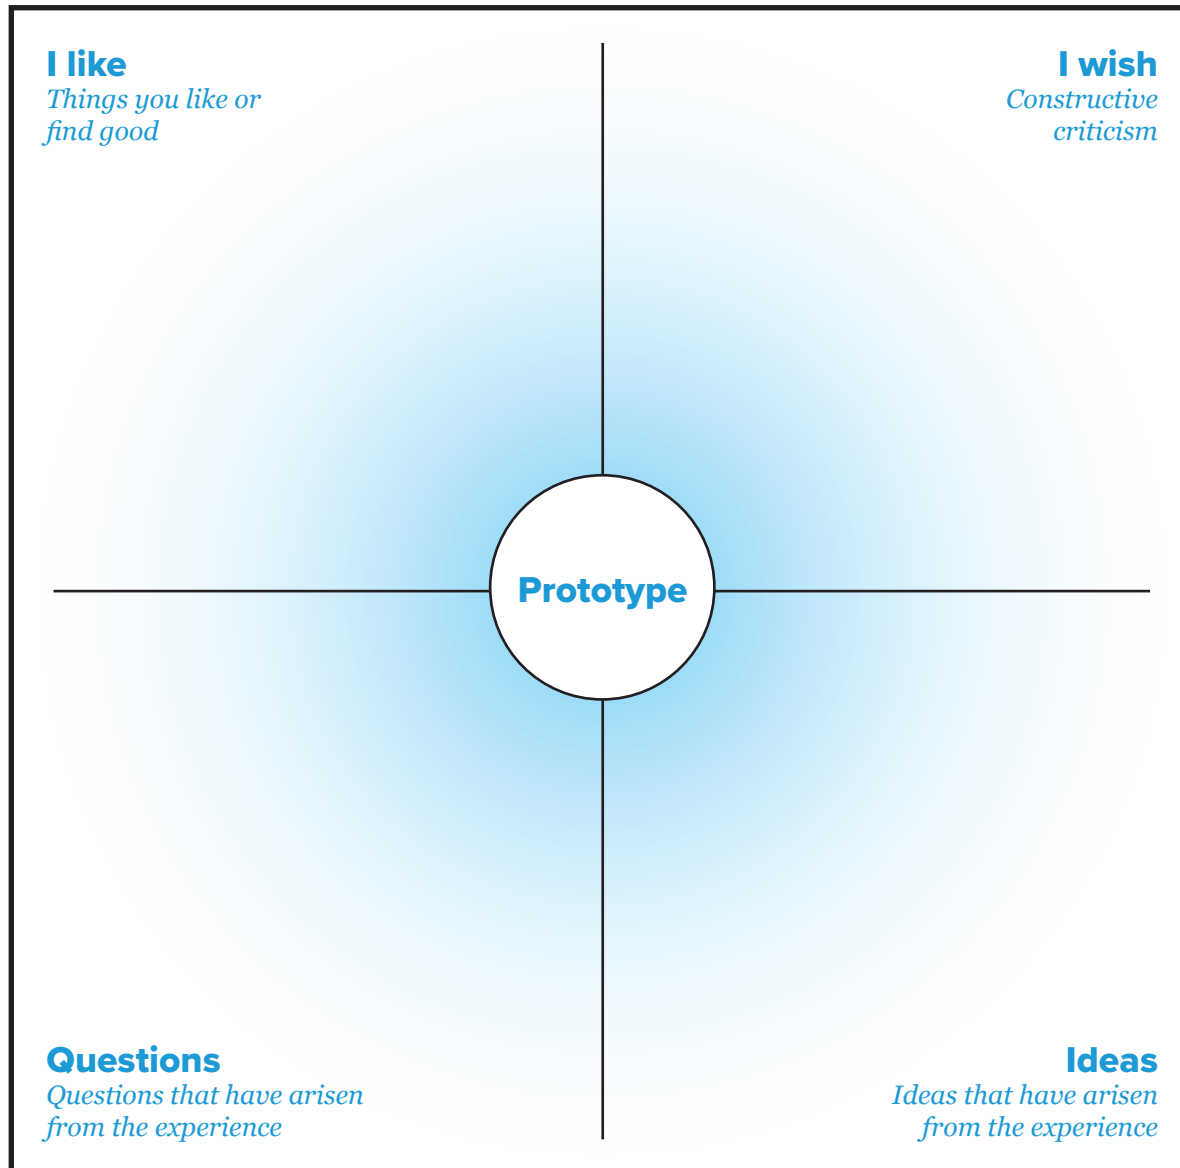 I like
Things you like or
find good
I wish
Constructive
criticism
Prototype
Questions
Questions that have arisen
from the experience
Ideas
Ideas that have arisen
from the experience